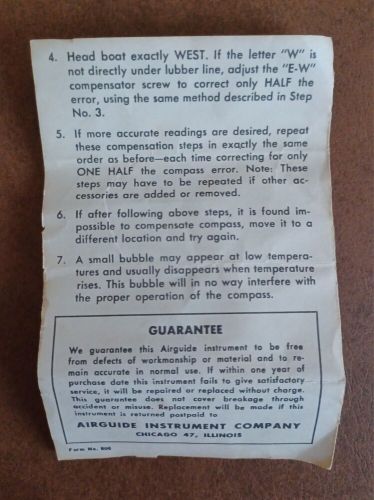 4. Head boat exactly WEST. If the letter "W" is
not directly under lubber line, adjust the "E-W"
compensator screw to correct only HALF the
error, using the same method described in Step
No. 3.
5. If more accurate readings are desired, repeat
these compensation steps in exactly the same
order as before—each time correcting for only
ONE HALF the compass error. Note: These
steps may have to be repeated if other ac-
cessories are added or removed.
6. If after following above steps, it is found im-
possible to compensate compass, move it to a
different location and try again.
7. A small bubble may appear at low tempera-
tures and usually disappears when temperature
rises. This bubble will in no way interfere with
the proper operation of the compass.
GUARANTEE
We guarantee this Airguide instrument to be free
from defects of workmanship or material and to re-
main accurate in normal use. If within one year of
purchase date this instrument fails to give satisfactory
service, it will be repaired or replaced without charge.
This guarantee does not cover breakage through
accident or misuse. Replacement will be made if this
instrument is returned postpaid to
AIRGUIDE INSTRUMENT COMPANY
CHICAGO 47, ILLINOIS
Form No.